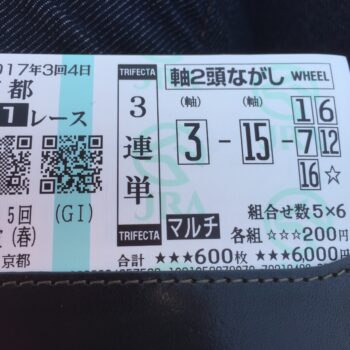 017年3回4日
都
1レース
5回 (GI)
(春)
京都
TRIFECTA
3連単
TRIFECTA
軸2頭ながし WHEEL
(軸) (軸)
3 - 15 - 1 6
7 12
16 ☆
マルチ
組合せ数5×6
各組 ☆☆☆200円
合計 ★★★600枚 ★★★6,000円
JRA